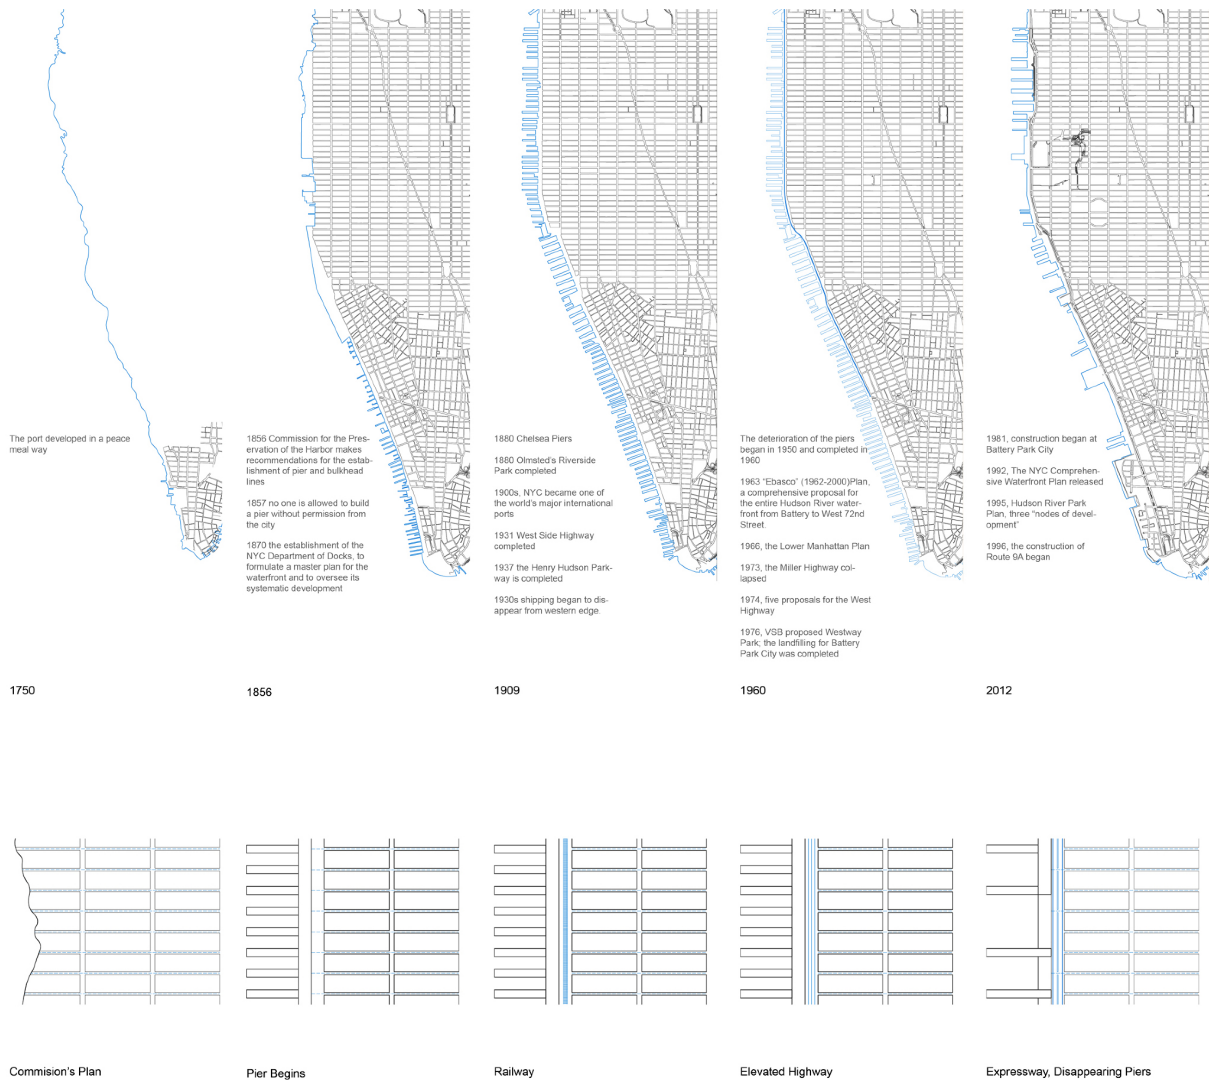 The port developed in a peace
meal way
1856 Commission for the Pres-
ervation of the Harbor makes
recommendations for the estab-
lishment of pier and bulkhead
lines
1857 no one is allowed to build
a pier without permission from
the city
1870 the establishment of the
NYC Department of Docks, to
formulate a master plan for the
waterfront and to oversee its
systematic development
1880 Chelsea Piers
1880 Olmsted's Riverside
Park completed
1900s, NYC became one of
the world's major international
ports
1931 West Side Highway
completed
1937 the Henry Hudson Park-
way is completed
1930s shipping began to dis-
appear from western edge
The deterioration of the piers
began in 1950 and completed in
1960
1963 "Ebasco" (1962-2000)Plan,
a comprehensive proposal for
the entire Hudson River water-
front from Battery to West 72nd
Street.
1966, the Lower Manhattan Plan
1973, the Miller Highway col-
lapsed
1974, five proposals for the West
Highway
1976, VSB proposed Westway
Park; the landfilling for Battery
Park City was completed
1981, construction began at
Battery Park City
1992, The NYC Comprehen-
sive Waterfront Plan released
1995, Hudson River Park
Plan, three "nodes of devel-
opment"
1996, the construction of
Route 9A began
1750
1856
1909
1960
2012
Commision's Plan
Pier Begins
Railway
Elevated Highway
Expressway, Disappearing Piers